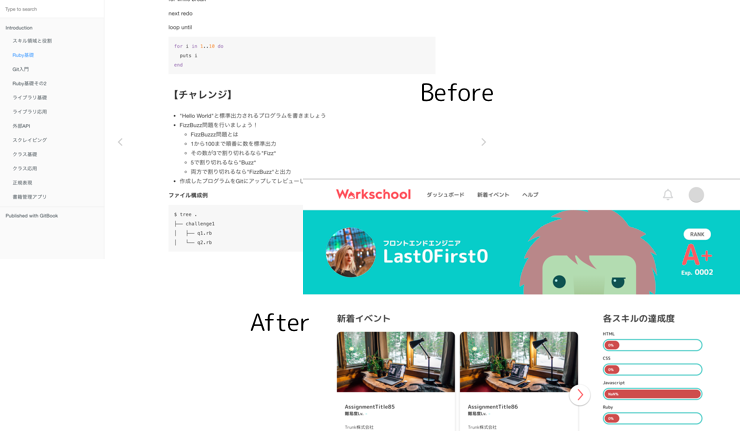 Type to search
Introduction
スキル領域と役割
Ruby基礎
Git入門
Ruby基礎その2
ライブラリ基礎
ライブラリ応用
外部API
スクレイピング
クラス基礎
クラス応用
正規表現
書籍管理アプリ
Published with GitBook
next redo
loop until
for i in 1..10 do
puts i
end
【チャレンジ】
"Hello World"と標準出力されるプログラムを書きましょう
FizzBuzz問題を行いましょう！
FizzBuzz問題とは
1から100まで順番に数を標準出力
その数が3で割り切れるなら"Fizz"
5で割り切れるなら"Buzz"
両方で割り切れるなら"FizzBuzz"と出力
作成したプログラムをGitにアップしてレビューし
ファイル構成例
$ tree .
├── challenge1
│   ├── q1.rb
│   └── q2.rb
Before
After
Workschool
ダッシュボード
新着イベント
ヘルプ
フロントエンドエンジニア
Last0First0
RANK
A+
Exp. 0002
新着イベント
AssignmentTitle85
難易度Lv.
Trunk株式会社
AssignmentTitle86
難易度Lv.
Trunk株式会社
各スキルの達成度
HTML
0%
CSS
0%
Javascript
NaN%
Ruby
0%